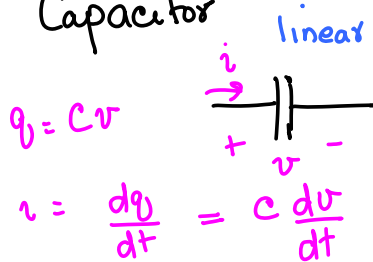 Capacitor
linear
i
q = Cv
+ v -
i = dq/dt = C dv/dt